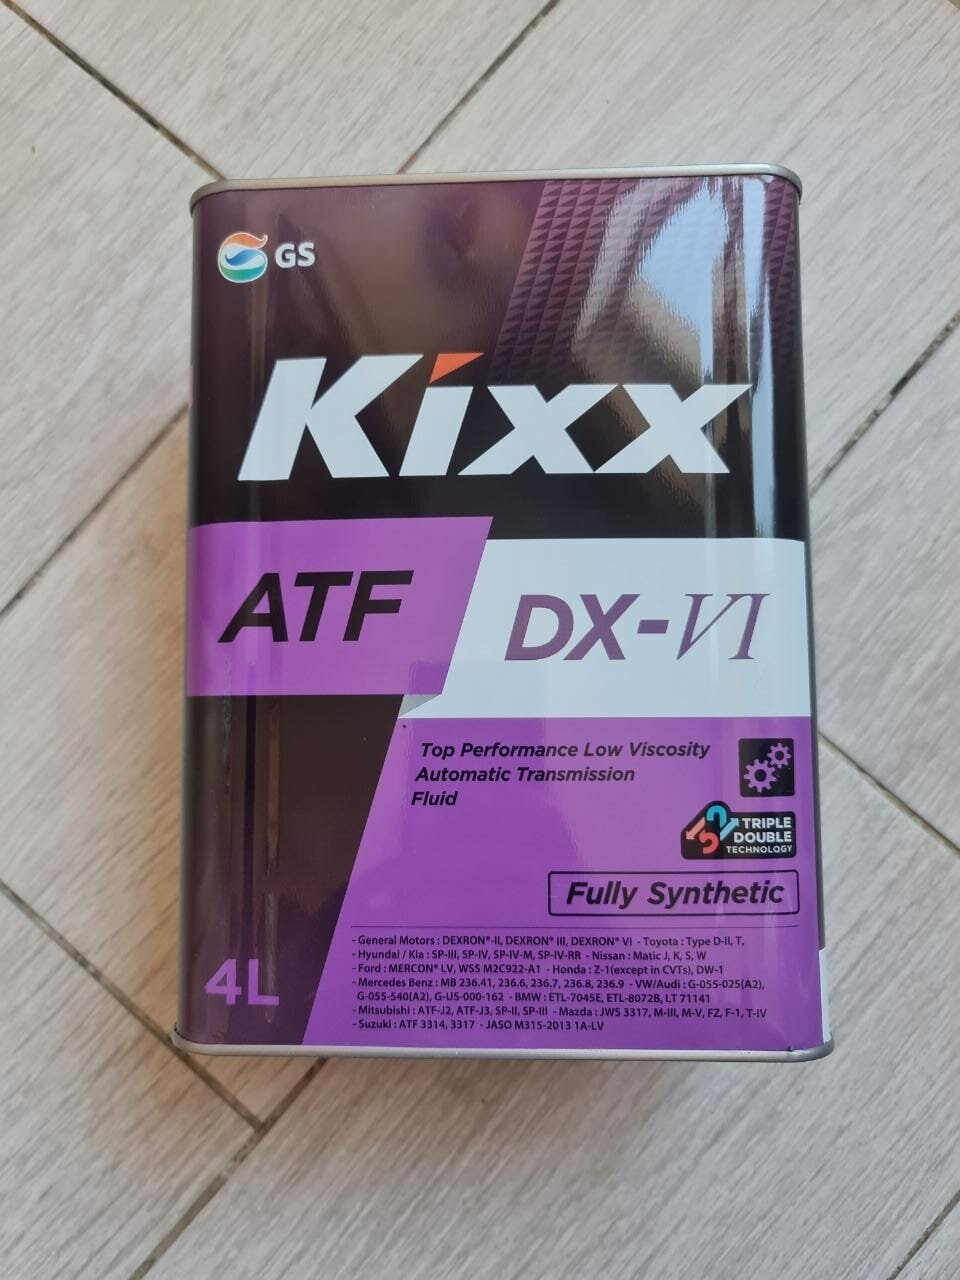 GS
Kixx
ATF
DX-VI
Top Performance Low Viscosity
Automatic Transmission
Fluid
TRIPLE
DOUBLE
TECHNOLOGY
Fully Synthetic
4L
- General Motors : DEXRON®-II, DEXRON® III, DEXRON® VI - Toyota : Type D-II, T,
- Hyundai / Kia : SP-III, SP-IV, SP-IV-M, SP-IV-RR - Nissan : Matic J, K, S, W
- Ford : MERCON® LV, WSS M2C922-A1 - Honda : Z-1(except in CVTs), DW-1
- Mercedes Benz : MB 236.41, 236.6, 236.7, 236.8, 236.9 - VW/Audi : G-055-025(A2),
G-055-540(A2), G-US-000-162 - BMW : ETL-7045E, ETL-8072B, LT 71141
- Mitsubishi : ATF-J2, ATF-J3, SP-II, SP-III - Mazda : JWS 3317, M-III, M-V, FZ, F-1, T-IV
- Suzuki : ATF 3314, 3317 - JASO M315-2013 1A-LV